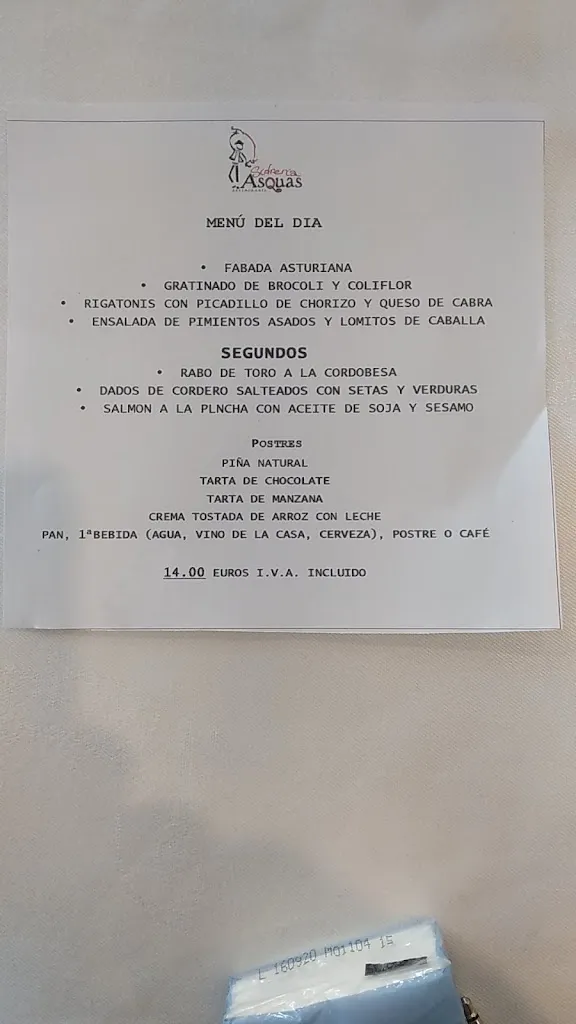 Asquas
RESTAURANTE
MENÚ DEL DIA
• FABADA ASTURIANA
• GRATINADO DE BROCOLI Y COLIFLOR
• RIGATONIS CON PICADILLO DE CHORIZO Y QUESO DE CABRA
• ENSALADA DE PIMIENTOS ASADOS Y LOMITOS DE CABALLA
SEGUNDOS
• RABO DE TORO A LA CORDOBESA
• DADOS DE CORDERO SALTEADOS CON SETAS Y VERDURAS
• SALMON A LA PLNCHA CON ACEITE DE SOJA Y SESAMO
POSTRES
PIÑA NATURAL
TARTA DE CHOCOLATE
TARTA DE MANZANA
CREMA TOSTADA DE ARROZ CON LECHE
PAN, 1ªBEBIDA (AGUA, VINO DE LA CASA, CERVEZA), POSTRE O CAFÉ
14.00 EUROS I.V.A. INCLUIDO
L 160920 M01104 15